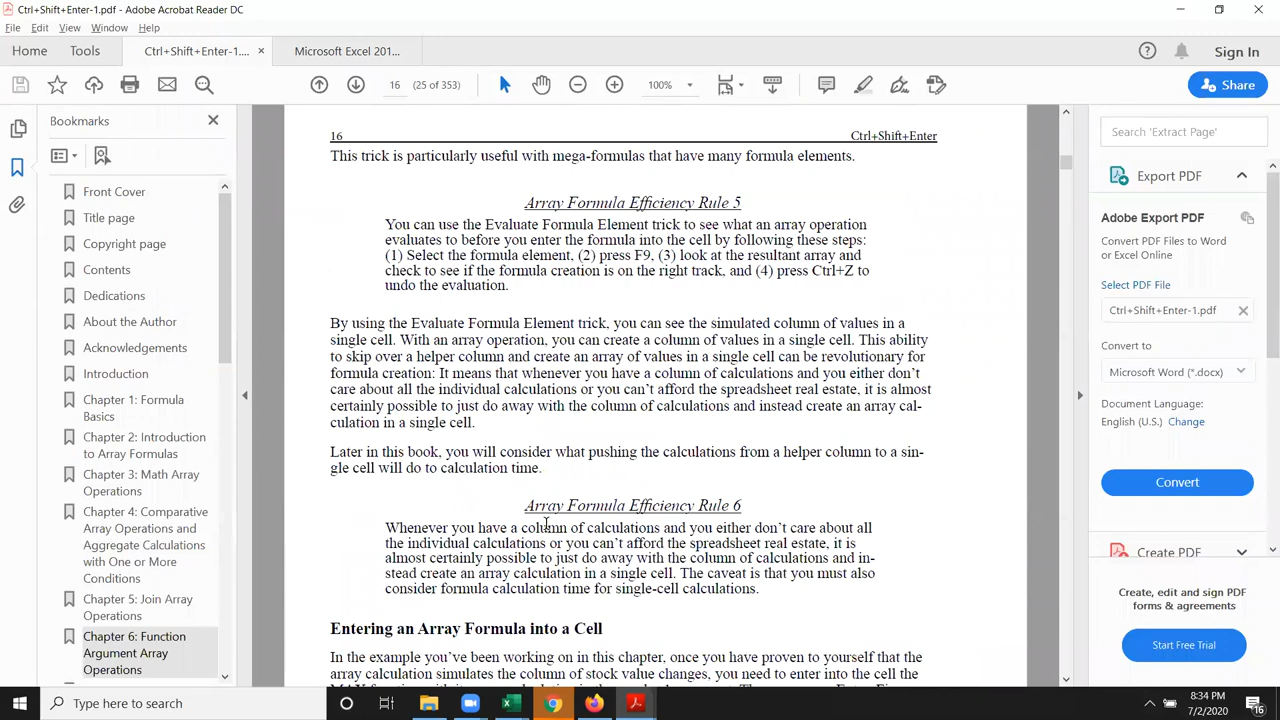 Ctrl+Shift+Enter-1.pdf - Adobe Acrobat Reader DC
File Edit View Window Help
Home Tools Ctrl+Shift+Enter-1.... × Microsoft Excel 201... Sign In
16 (25 of 353) 100% Share
Bookmarks
Front Cover
Title page
Copyright page
Contents
Dedications
About the Author
Acknowledgements
Introduction
Chapter 1: Formula
Basics
Chapter 2: Introduction
to Array Formulas
Chapter 3: Math Array
Operations
Chapter 4: Comparative
Array Operations and
Aggregate Calculations
with One or More
Conditions
Chapter 5: Join Array
Operations
Chapter 6: Function
Argument Array
Operations
16 Ctrl+Shift+Enter
This trick is particularly useful with mega-formulas that have many formula elements.
Array Formula Efficiency Rule 5
You can use the Evaluate Formula Element trick to see what an array operation
evaluates to before you enter the formula into the cell by following these steps:
(1) Select the formula element, (2) press F9, (3) look at the resultant array and
check to see if the formula creation is on the right track, and (4) press Ctrl+Z to
undo the evaluation.
By using the Evaluate Formula Element trick, you can see the simulated column of values in a
single cell. With an array operation, you can create a column of values in a single cell. This ability
to skip over a helper column and create an array of values in a single cell can be revolutionary for
formula creation: It means that whenever you have a column of calculations and you either don't
care about all the individual calculations or you can't afford the spreadsheet real estate, it is almost
certainly possible to just do away with the column of calculations and instead create an array cal-
culation in a single cell.
Later in this book, you will consider what pushing the calculations from a helper column to a sin-
gle cell will do to calculation time.
Array Formula Efficiency Rule 6
Whenever you have a column of calculations and you either don't care about all
the individual calculations or you can't afford the spreadsheet real estate, it is
almost certainly possible to just do away with the column of calculations and in-
stead create an array calculation in a single cell. The caveat is that you must also
consider formula calculation time for single-cell calculations.
Entering an Array Formula into a Cell
In the example you've been working on in this chapter, once you have proven to yourself that the
array calculation simulates the column of stock value changes, you need to enter into the cell the
Search 'Extract Page'
Export PDF
Adobe Export PDF
Convert PDF Files to Word
or Excel Online
Select PDF File
Ctrl+Shift+Enter-1.pdf
Convert to
Microsoft Word (*.docx)
Document Language:
English (U.S.) Change
Convert
Create PDF
Create, edit and sign PDF
forms & agreements
Start Free Trial
Type here to search
8:34 PM
7/2/2020
16